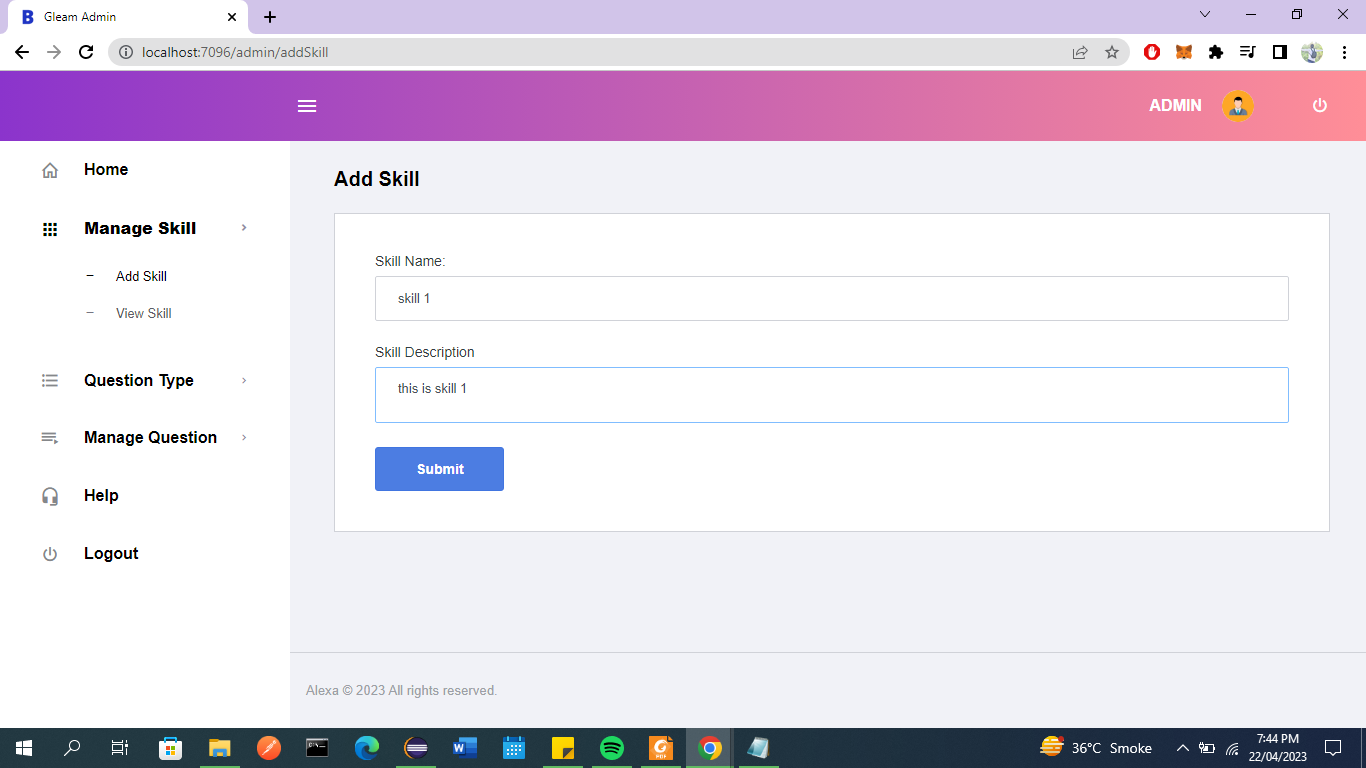 Gleam Admin
localhost:7096/admin/addSkill
ADMIN
Home
Manage Skill
Add Skill
View Skill
Question Type
Manage Question
Help
Logout
Add Skill
Skill Name:
skill 1
Skill Description
this is skill 1
Submit
Alexa © 2023 All rights reserved.
36°C Smoke
7:44 PM
22/04/2023